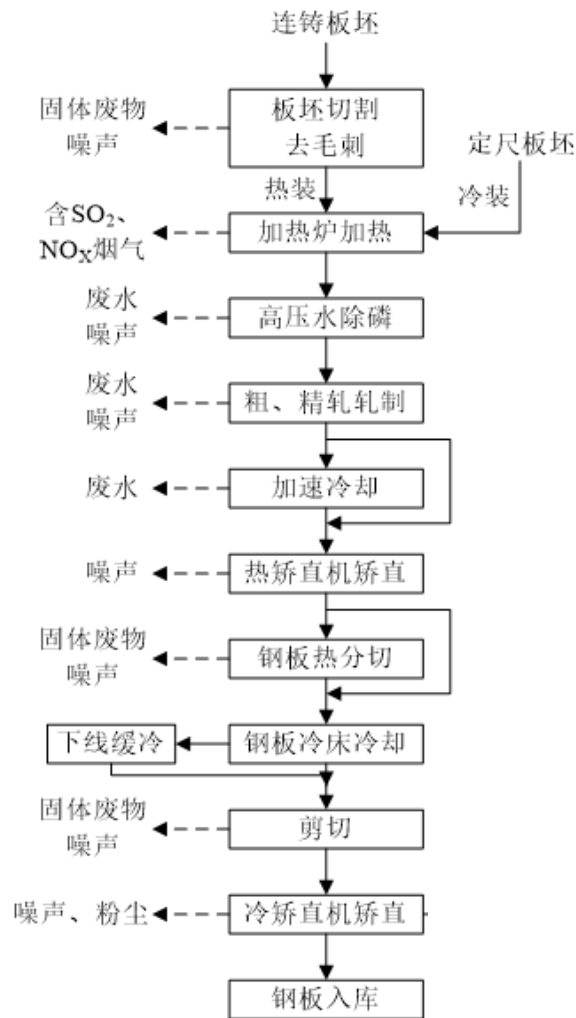 连铸板坯
固体废物
噪声
板坯切割
去毛刺
定尺板坯
热装
冷装
含SO₂、
NOX烟气
加热炉加热
废水
噪声
高压水除磷
废水
噪声
粗、精轧轧制
废水
加速冷却
噪声
热矫直机矫直
固体废物
噪声
钢板热分切
下线缓冷
钢板冷床冷却
固体废物
噪声
剪切
噪声、粉尘
冷矫直机矫直
钢板入库